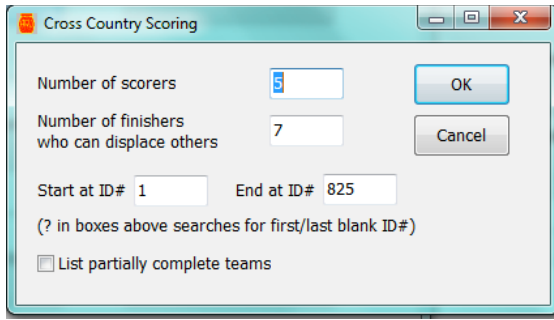 Cross Country Scoring
Number of scorers 5 OK
Number of finishers
who can displace others 7 Cancel
Start at ID# 1 End at ID# 825
(? in boxes above searches for first/last blank ID#)
List partially complete teams